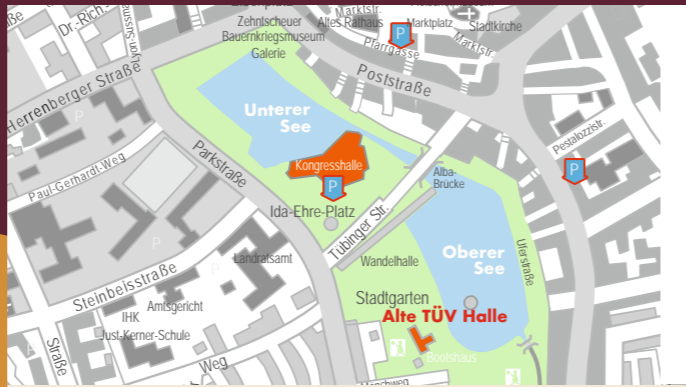 Zehntscheuer
Bauernkriegsmuseum
Galerie
Marktstr.
Altes Rathaus
Marktplatz
Stadtkirche
P
Pfarrgasse
Marktstr.
Dr.-Rich.-
Herrenberger Straße
Poststraße
Unterer
See
P
Pestalozzistr.
P
Kongresshalle
P
Parkstraße
Paul-Gerhardt-Weg
Alba-
Brücke
Ida-Ehre-Platz
Tübinger Str.
P
Oberer
See
Uferstraße
Landratsamt
Wandelhalle
Steinbeisstraße
Stadtgarten
IHK
Amtsgericht
Just-Kerner-Schule
Alte TÜV Halle
Bootshaus
P
Straße
Weg